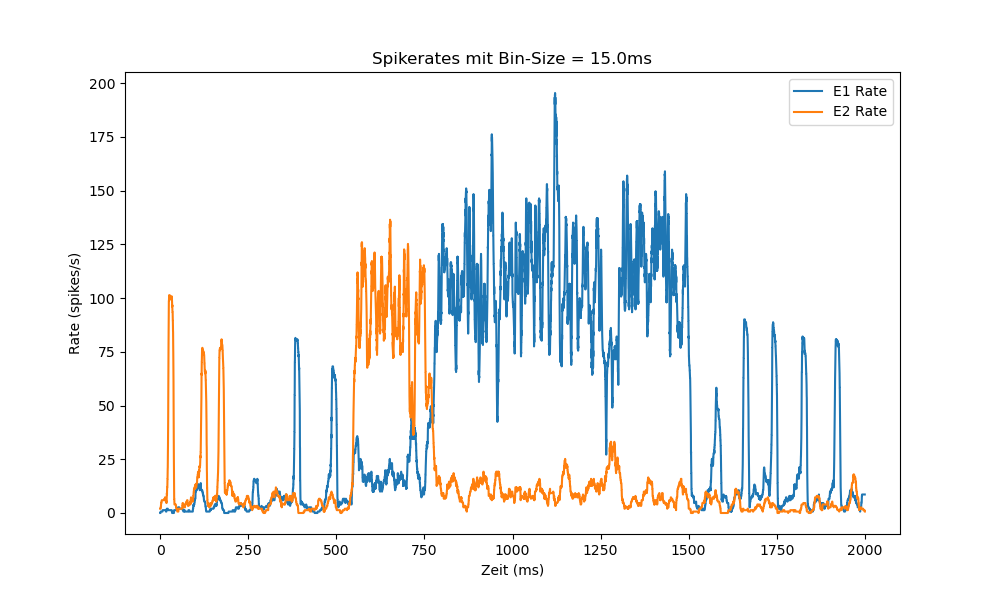 Spikerates mit Bin-Size = 15.0ms
E1 Rate
E2 Rate
200
175
150
125
100
75
50
25
0
Rate (spikes/s)
0 250 500 750 1000 1250 1500 1750 2000
Zeit (ms)